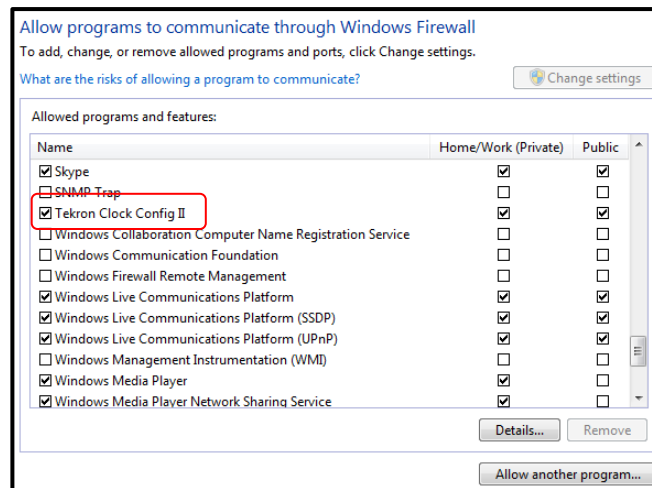 Allow programs to communicate through Windows Firewall
To add, change, or remove allowed programs and ports, click Change settings.
What are the risks of allowing a program to communicate?
Change settings
Allowed programs and features:
Name Home/Work (Private) Public
Skype
SNMP Trap
Tekron Clock Config II
Windows Collaboration Computer Name Registration Service
Windows Communication Foundation
Windows Firewall Remote Management
Windows Live Communications Platform
Windows Live Communications Platform (SSDP)
Windows Live Communications Platform (UPnP)
Windows Management Instrumentation (WMI)
Windows Media Player
Windows Media Player Network Sharing Service
Details... Remove
Allow another program...